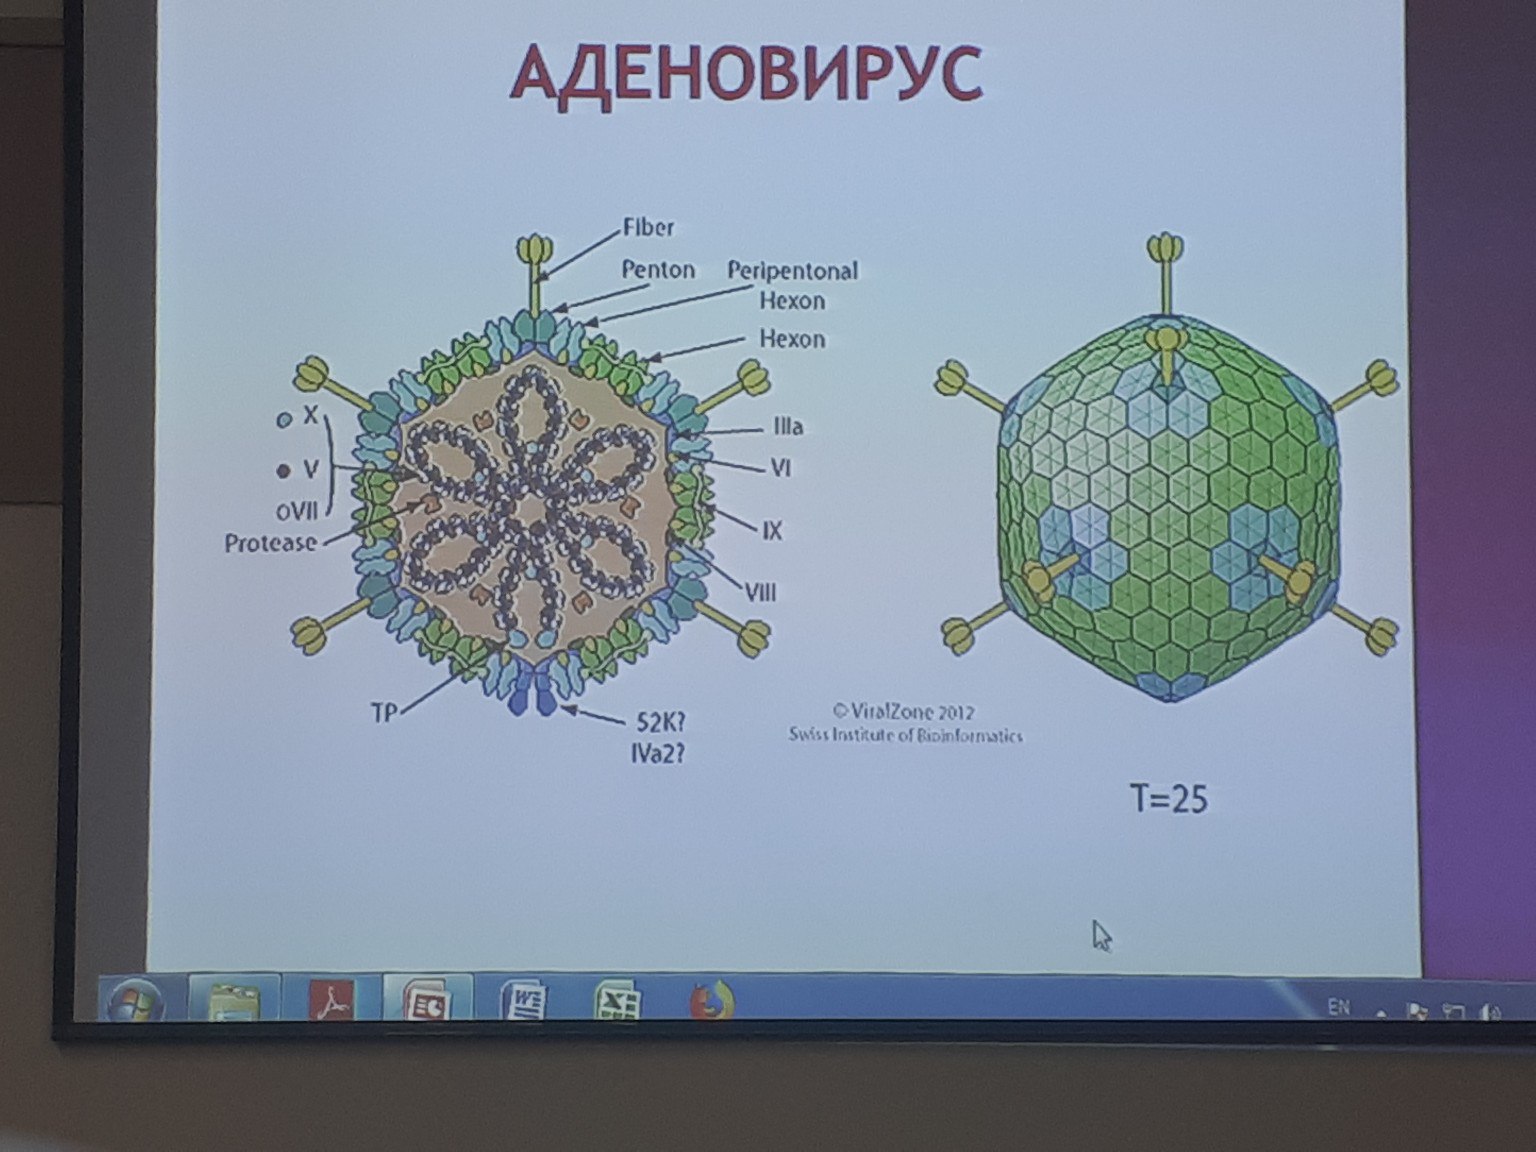 АДЕНОВИРУС
Fiber
Penton
Peripentonal
Hexon
Hexon
X
V
VII
Protease
IIIa
VI
IX
VIII
TP
52K?
IVa2?
© ViralZone 2012
Swiss Institute of Bioinformatics
T=25
EN